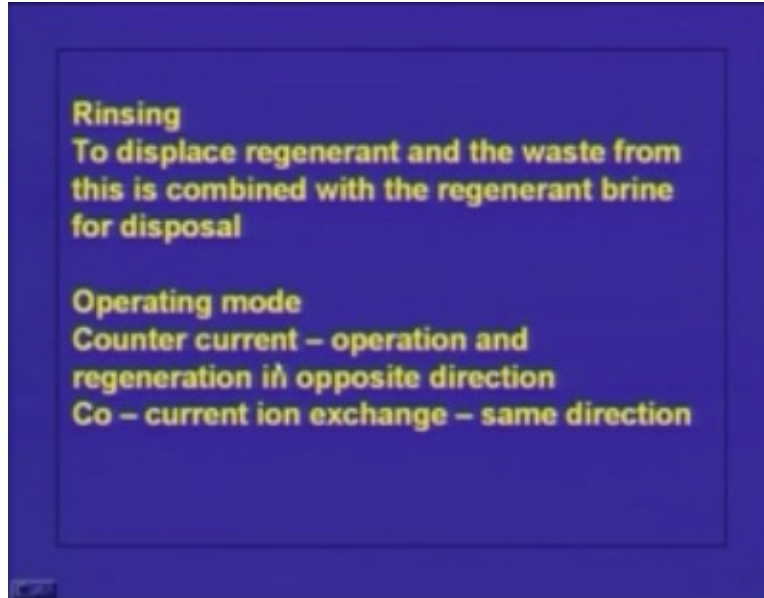 Rinsing
To displace regenerant and the waste from
this is combined with the regenerant brine
for disposal
Operating mode
Counter current – operation and
regeneration in opposite direction
Co – current ion exchange – same direction